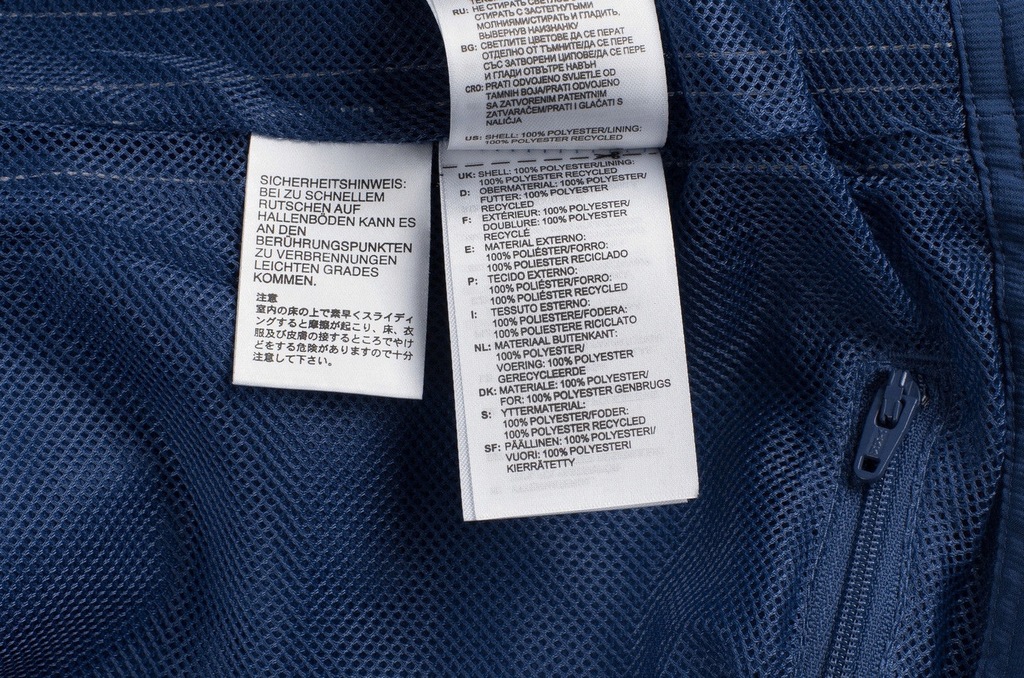 SICHERHEITSHINWEIS:
BEI ZU SCHNELLEM
RUTSCHEN AUF
HALLENBÖDEN KANN ES
AN DEN
BERÜHRUNGSPUNKTEN
ZU VERBRENNUNGEN
LEICHTEN GRADES
KOMMEN.
注意
室内の床の上で素早くスライディ
ングすると摩擦が起こり、床、衣
服及び皮膚の接するところでやけ
どをする危険がありますので十分
注意して下さい。
RU: НЕ СТИРАТЬ СВЕТЛЫЕ
СТИРАТЬ С ЗАСТЕГНУТЫМИ
МОЛНИЯМИ/СТИРАТЬ И ГЛАДИТЬ,
ВЫВЕРНУВ НАИЗНАНКУ
BG: СВЕТЛИТЕ ЦВЕТОВЕ ДА СЕ ПЕРАТ
ОТДЕЛНО ОТ ТЪМНИТЕ/ДА СЕ ПЕРЕ
СЪС ЗАТВОРЕНИ ЦИПОВЕ/ДА СЕ ПЕРЕ
И ГЛАДИ ОТВЪТРЕ НАВЪН
CRO: PRATI ODVOJENO SVIJETLE OD
TAMNIH BOJA/PRATI ODVOJENO
SA ZATVORENIM PATENTNIM
ZATVARAČEM/PRATI I GLAČATI S
NALIČJA
US: SHELL: 100% POLYESTER/LINING:
100% POLYESTER RECYCLED
UK: SHELL: 100% POLYESTER/LINING:
100% POLYESTER RECYCLED
D: OBERMATERIAL: 100% POLYESTER/
FUTTER: 100% POLYESTER
RECYCLED
F: EXTÉRIEUR: 100% POLYESTER/
DOUBLURE: 100% POLYESTER
RECYCLÉ
E: MATERIAL EXTERNO:
100% POLIÉSTER/FORRO:
100% POLIESTER RECICLADO
P: TECIDO EXTERNO:
100% POLIÉSTER/FORRO:
100% POLIÉSTER RECYCLED
I: TESSUTO ESTERNO:
100% POLIESTERE/FODERA:
100% POLIESTERE RICICLATO
NL: MATERIAAL BUITENKANT:
100% POLYESTER/
VOERING: 100% POLYESTER
GERECYCLEERDE
DK: MATERIALE: 100% POLYESTER/
FOR: 100% POLYESTER GENBRUGS
S: YTTERMATERIAL:
100% POLYESTER/FODER:
100% POLYESTER RECYCLED
SF: PÄÄLLINEN: 100% POLYESTERI/
VUORI: 100% POLYESTERI
KIERRÄTETTY